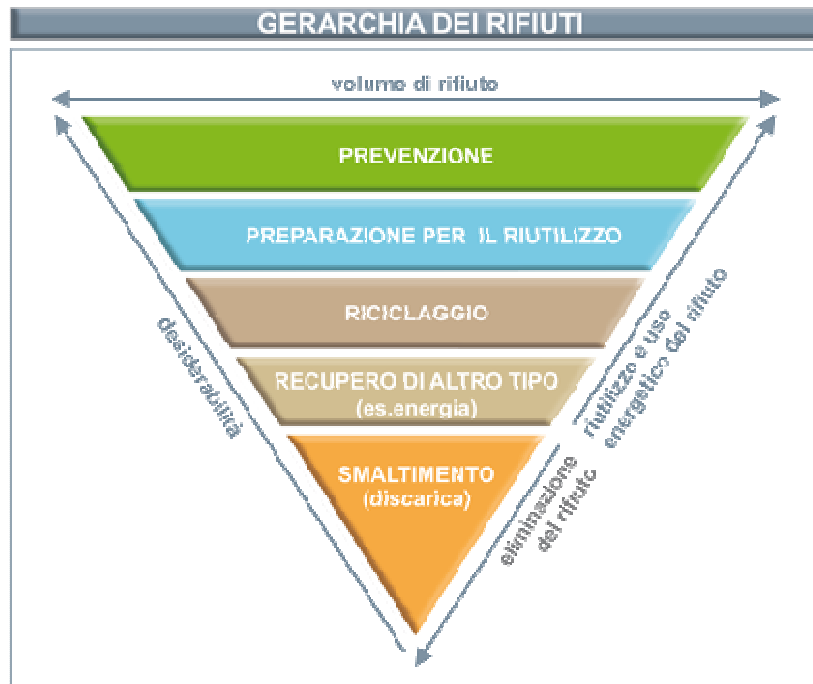 GERARCHIA DEI RIFIUTI
volume di rifiuto
PREVENZIONE
PREPARAZIONE PER IL RIUTILIZZO
RICICLAGGIO
RECUPERO DI ALTRO TIPO
(es.energia)
SMALTIMENTO
(discarica)
desiderabilità
riutilizzo e uso
energetico del rifiuto
eliminazione
del rifiuto